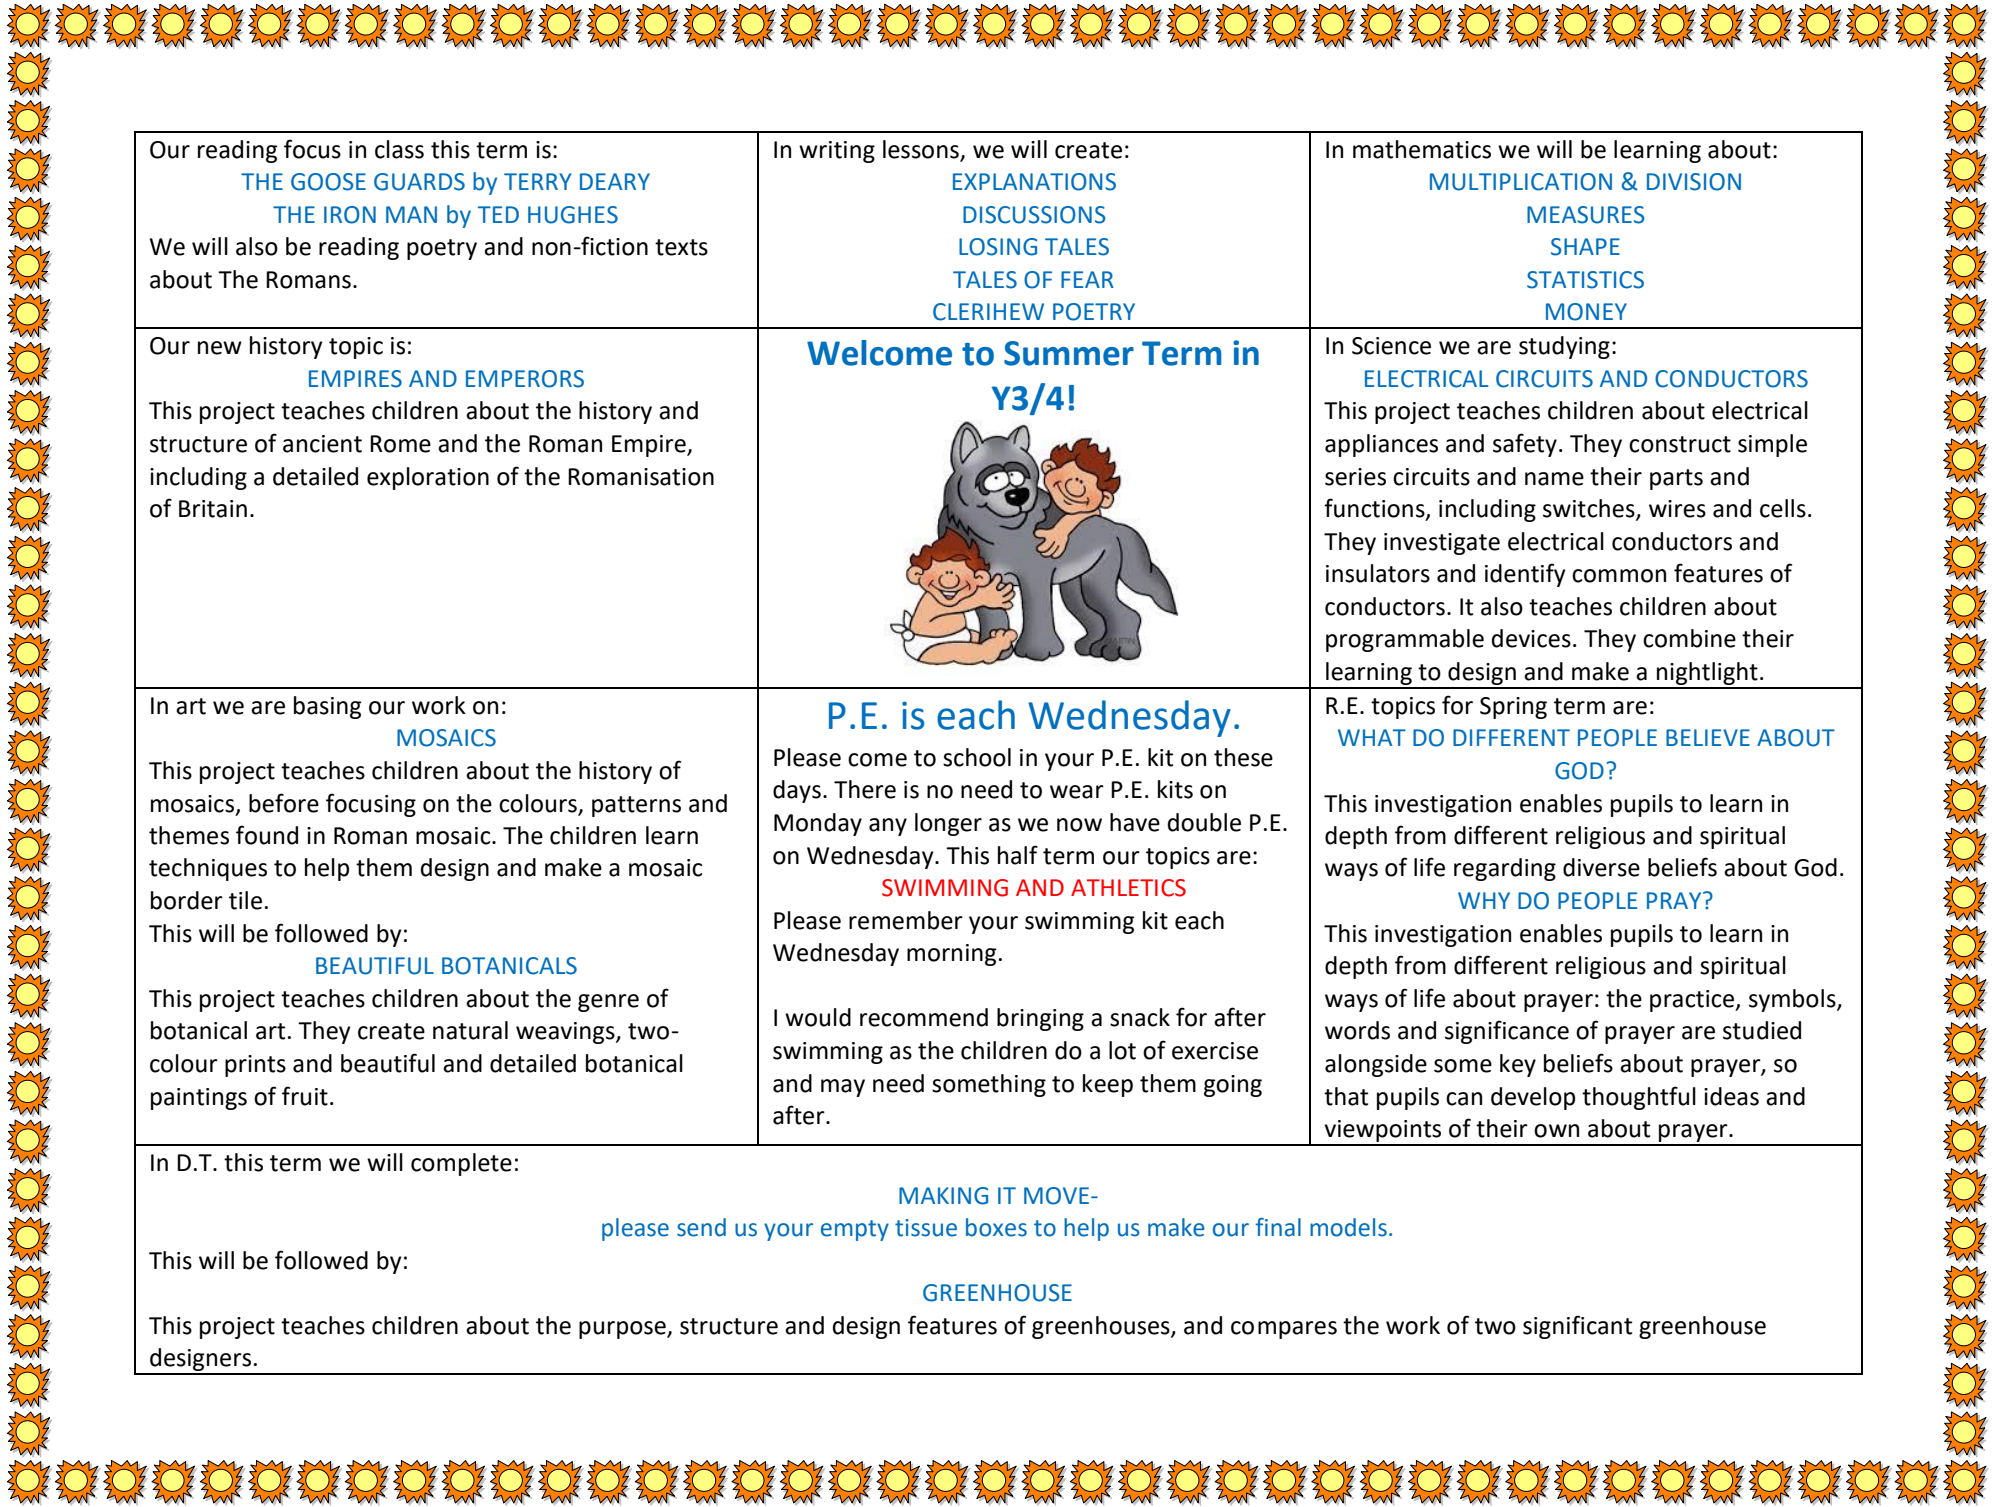 Our reading focus in class this term is:
THE GOOSE GUARDS by TERRY DEARY
THE IRON MAN by TED HUGHES
We will also be reading poetry and non-fiction texts
about The Romans.
In writing lessons, we will create:
EXPLANATIONS
DISCUSSIONS
LOSING TALES
TALES OF FEAR
CLERIHEW POETRY
In mathematics we will be learning about:
MULTIPLICATION & DIVISION
MEASURES
SHAPE
STATISTICS
MONEY
Our new history topic is:
EMPIRES AND EMPERORS
This project teaches children about the history and
structure of ancient Rome and the Roman Empire,
including a detailed exploration of the Romanisation
of Britain.
Welcome to Summer Term in
Y3/4!
In Science we are studying:
ELECTRICAL CIRCUITS AND CONDUCTORS
This project teaches children about electrical
appliances and safety. They construct simple
series circuits and name their parts and
functions, including switches, wires and cells.
They investigate electrical conductors and
insulators and identify common features of
conductors. It also teaches children about
programmable devices. They combine their
learning to design and make a nightlight.
In art we are basing our work on:
MOSAICS
This project teaches children about the history of
mosaics, before focusing on the colours, patterns and
themes found in Roman mosaic. The children learn
techniques to help them design and make a mosaic
border tile.
This will be followed by:
BEAUTIFUL BOTANICALS
This project teaches children about the genre of
botanical art. They create natural weavings, two-
colour prints and beautiful and detailed botanical
paintings of fruit.
P.E. is each Wednesday.
Please come to school in your P.E. kit on these
days. There is no need to wear P.E. kits on
Monday any longer as we now have double P.E.
on Wednesday. This half term our topics are:
SWIMMING AND ATHLETICS
Please remember your swimming kit each
Wednesday morning.
I would recommend bringing a snack for after
swimming as the children do a lot of exercise
and may need something to keep them going
after.
R.E. topics for Spring term are:
WHAT DO DIFFERENT PEOPLE BELIEVE ABOUT
GOD?
This investigation enables pupils to learn in
depth from different religious and spiritual
ways of life regarding diverse beliefs about God.
WHY DO PEOPLE PRAY?
This investigation enables pupils to learn in
depth from different religious and spiritual
ways of life about prayer: the practice, symbols,
words and significance of prayer are studied
alongside some key beliefs about prayer, so
that pupils can develop thoughtful ideas and
viewpoints of their own about prayer.
In D.T. this term we will complete:
MAKING IT MOVE-
please send us your empty tissue boxes to help us make our final models.
This will be followed by:
GREENHOUSE
This project teaches children about the purpose, structure and design features of greenhouses, and compares the work of two significant greenhouse
designers.